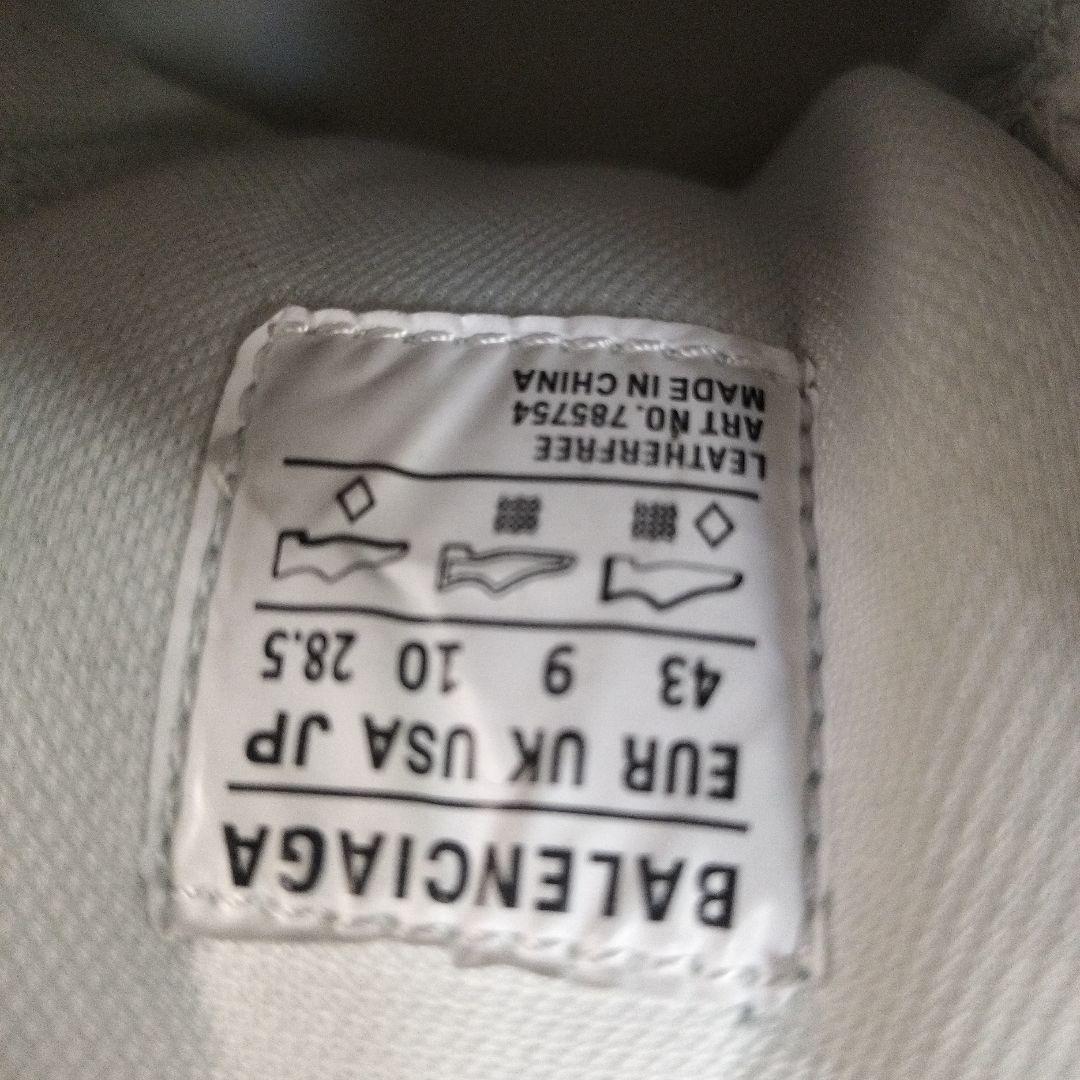 BALENCIAGA
EUR UK USA JP
43 9 10 28.5
LEATHERFREE
ART NO. 785754
MADE IN CHINA